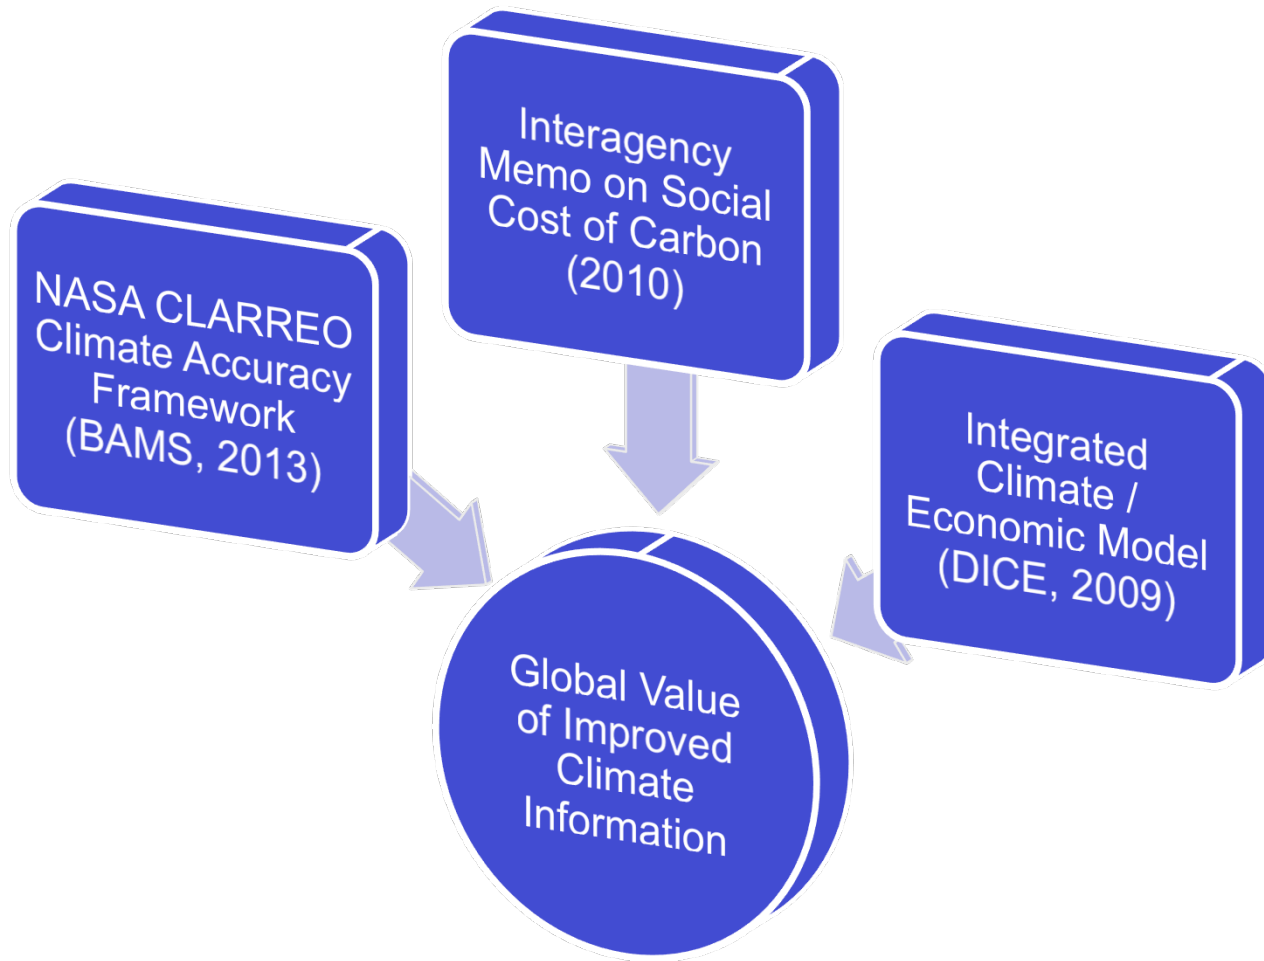 Interagency
Memo on Social
Cost of Carbon
(2010)
NASA CLARREO
Climate Accuracy
Framework
(BAMS, 2013)
Integrated
Climate /
Economic Model
(DICE, 2009)
Global Value
of Improved
Climate
Information